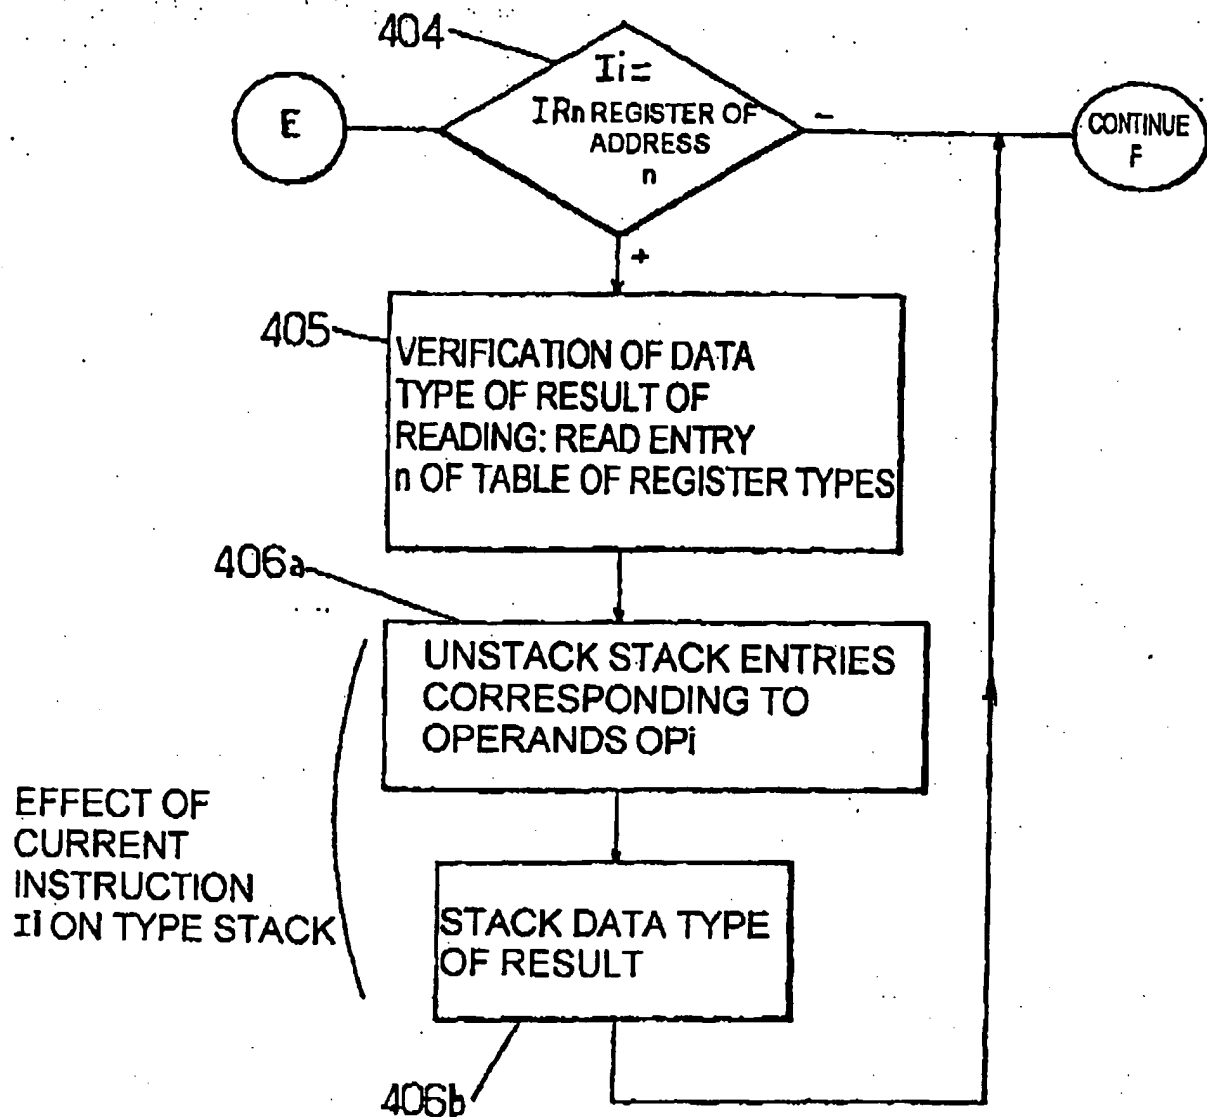 404
Ii=
IRn REGISTER OF
ADDRESS
n
E
-
CONTINUE
F
+
405
VERIFICATION OF DATA
TYPE OF RESULT OF
READING: READ ENTRY
n OF TABLE OF REGISTER TYPES
406a
UNSTACK STACK ENTRIES
CORRESPONDING TO
OPERANDS OPi
EFFECT OF
CURRENT
INSTRUCTION
Ii ON TYPE STACK
STACK DATA TYPE
OF RESULT
406b